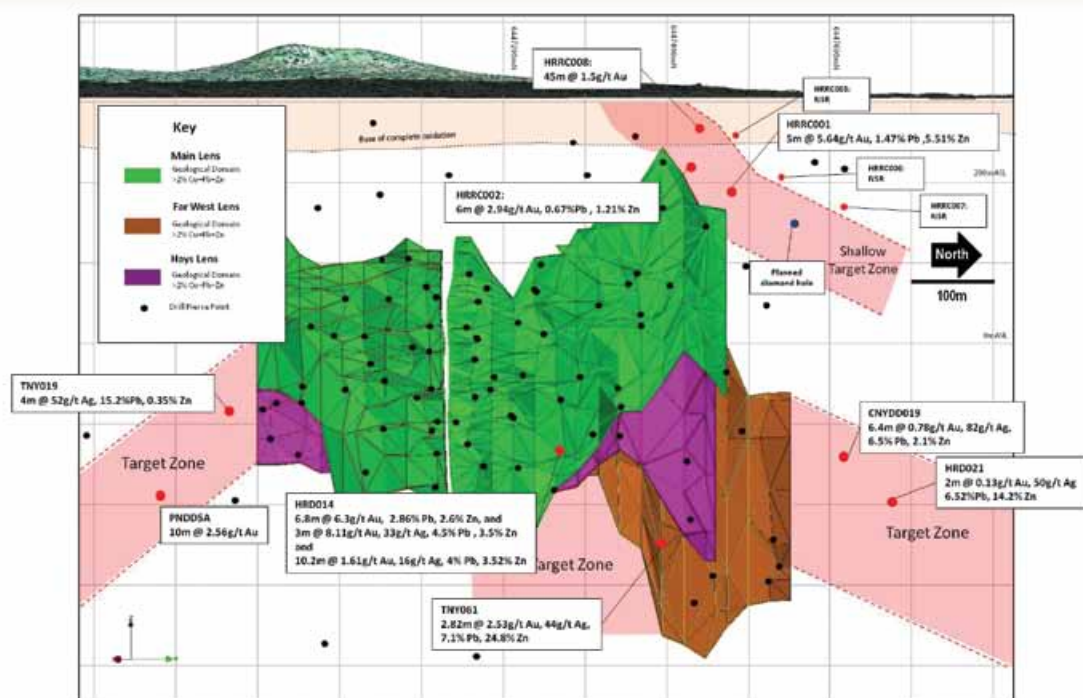 6447200mN
HRRC008:
45m @ 1.5g/t Au
HRRC005:
NSR
HRRC001
5m @ 5.64g/t Au, 1.47% Pb ,5.51% Zn
Key
Main Lens
Geological Domain
>2% Cu+Pb+Zn
Far West Lens
Geological Domain
>2% Cu+Pb+Zn
Hays Lens
Geological Domain
>2% Cu+Pb+Zn
Drill Pierce Point
Base of complete oxidation
HRRC006:
NSR
200mASL
HRRC002:
6m @ 2.94g/t Au, 0.67%Pb , 1.21% Zn
HRRC007:
NSR
Shallow
Target Zone
North
100m
Planned
diamond hole
0mASL
TNY019
4m @ 52g/t Ag, 15.2%Pb, 0.35% Zn
Target Zone
PNDD5A
10m @ 2.56g/t Au
CNYDD019
6.4m @ 0.78g/t Au, 82g/t Ag,
6.5% Pb, 2.1% Zn
HRD021
2m @ 0.13g/t Au, 50g/t Ag
6.52%Pb, 14.2% Zn
Target Zone
HRD014
6.8m @ 6.3g/t Au, 2.86% Pb, 2.6% Zn, and
3m @ 8.11g/t Au, 33g/t Ag, 4.5% Pb , 3.5% Zn
and
10.2m @ 1.61g/t Au, 16g/t Ag, 4% Pb, 3.52% Zn
Target Zone
TNY061
2.82m @ 2.53g/t Au, 44g/t Ag,
7.1% Pb, 24.8% Zn